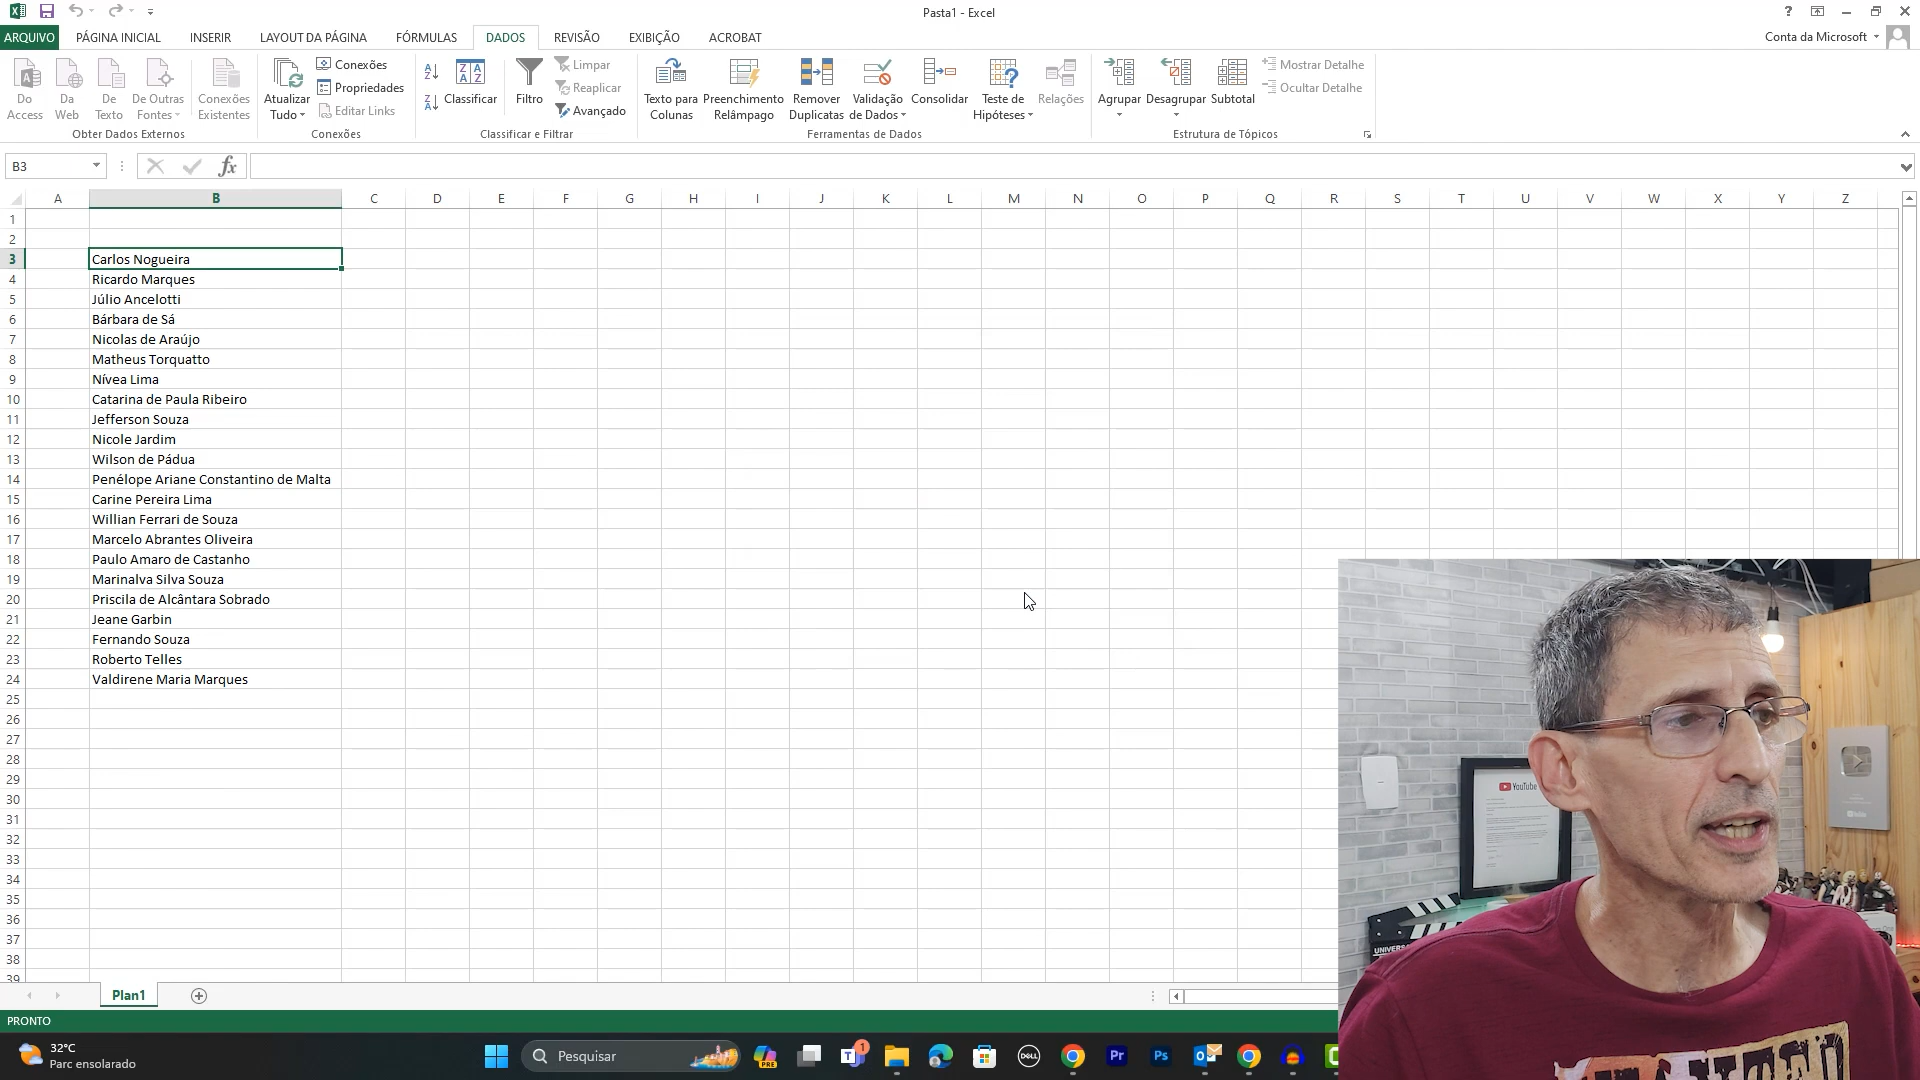 Pasta1 - Excel
ARQUIVO PÁGINA INICIAL INSERIR LAYOUT DA PÁGINA FÓRMULAS DADOS REVISÃO EXIBIÇÃO ACROBAT
Conta da Microsoft
Do Access
Da Web
De Texto
De Outras Fontes
Conexões Existentes
Obter Dados Externos
Atualizar Tudo
Conexões
Propriedades
Editar Links
Conexões
Classificar
Filtro
Limpar
Reaplicar
Avançado
Classificar e Filtrar
Texto para Colunas
Preenchimento Relâmpago
Remover Duplicatas
Validação de Dados
Consolidar
Teste de Hipóteses
Relações
Ferramentas de Dados
Agrupar
Desagrupar
Subtotal
Mostrar Detalhe
Ocultar Detalhe
Estrutura de Tópicos
B3
fx
A B C D E F G H I J K L M N O P Q R S T U V W X Y Z
1
2
3 Carlos Nogueira
4 Ricardo Marques
5 Júlio Ancelotti
6 Bárbara de Sá
7 Nicolas de Araújo
8 Matheus Torquatto
9 Nívea Lima
10 Catarina de Paula Ribeiro
11 Jefferson Souza
12 Nicole Jardim
13 Wilson de Pádua
14 Penélope Ariane Constantino de Malta
15 Carine Pereira Lima
16 Willian Ferrari de Souza
17 Marcelo Abrantes Oliveira
18 Paulo Amaro de Castanho
19 Marinalva Silva Souza
20 Priscila de Alcântara Sobrado
21 Jeane Garbin
22 Fernando Souza
23 Roberto Telles
24 Valdirene Maria Marques
25
26
27
28
29
30
31
32
33
34
35
36
37
38
39
Plan1
PRONTO
32°C
Parc ensolarado
Pesquisar
PRE
T
1
DELL
Pr
Ps
YouTube
UNIVERS